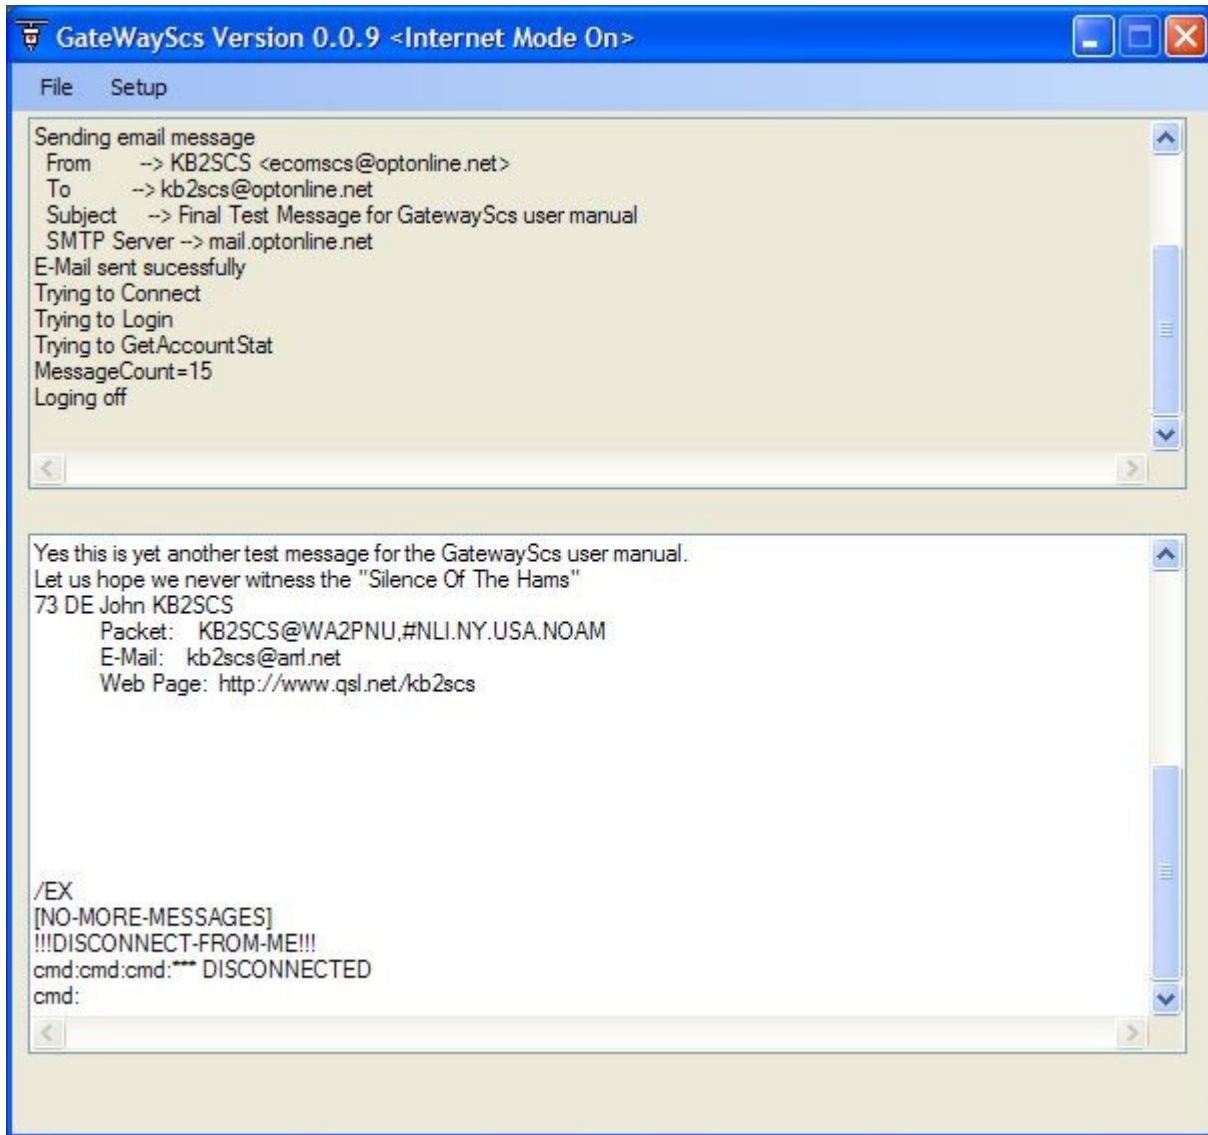 GateWayScs Version 0.0.9 <Internet Mode On>
File Setup
Sending email message
From --> KB2SCS <ecomscs@optonline.net>
To --> kb2scs@optonline.net
Subject --> Final Test Message for GatewayScs user manual
SMTP Server --> mail.optonline.net
E-Mail sent sucessfully
Trying to Connect
Trying to Login
Trying to GetAccountStat
MessageCount=15
Loging off
Yes this is yet another test message for the GatewayScs user manual.
Let us hope we never witness the "Silence Of The Hams"
73 DE John KB2SCS
Packet: KB2SCS@WA2PNU,#NLI.NY.USA.NOAM
E-Mail: kb2scs@arrl.net
Web Page: http://www.qsl.net/kb2scs
/EX
[NO-MORE-MESSAGES]
!!!DISCONNECT-FROM-ME!!!
cmd:cmd:cmd:*** DISCONNECTED
cmd: